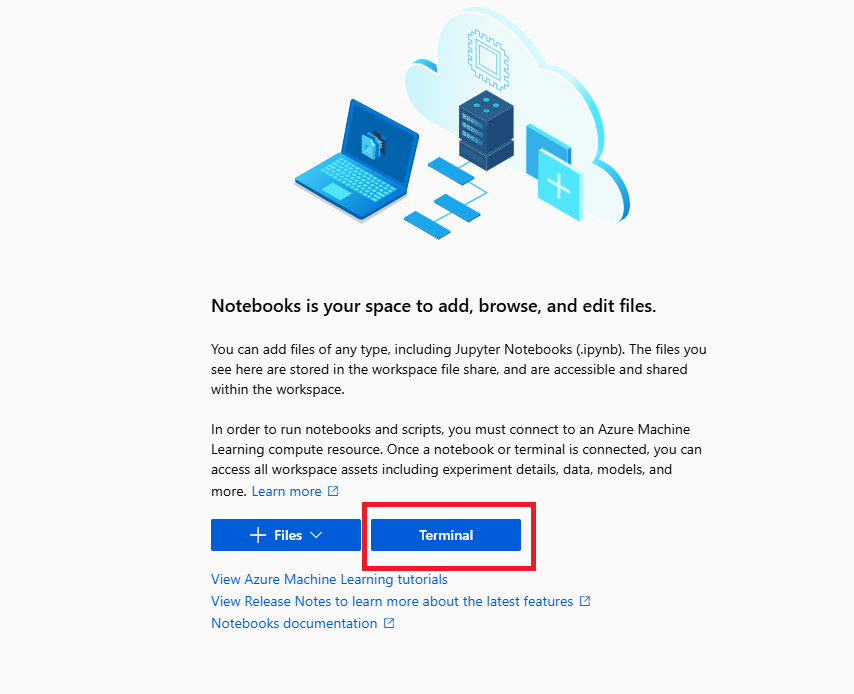 Notebooks is your space to add, browse, and edit files.
You can add files of any type, including Jupyter Notebooks (.ipynb). The files you
see here are stored in the workspace file share, and are accessible and shared
within the workspace.
In order to run notebooks and scripts, you must connect to an Azure Machine
Learning compute resource. Once a notebook or terminal is connected, you can
access all workspace assets including experiment details, data, models, and
more. Learn more
Files Terminal
View Azure Machine Learning tutorials
View Release Notes to learn more about the latest features
Notebooks documentation